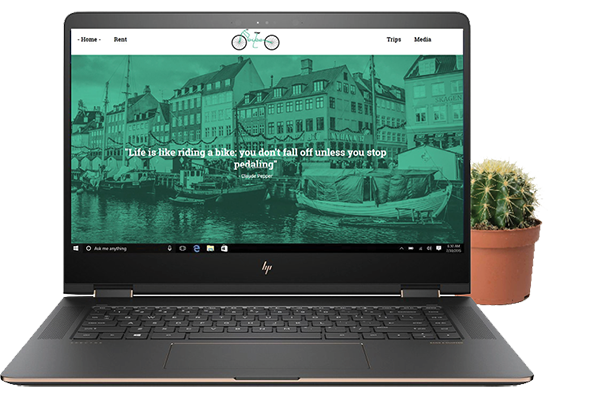 - Home - Rent Trips Media
"Life is like riding a bike: you don't fall off unless you stop
pedaling"
- Claude Pepper
Ask me anything
hp